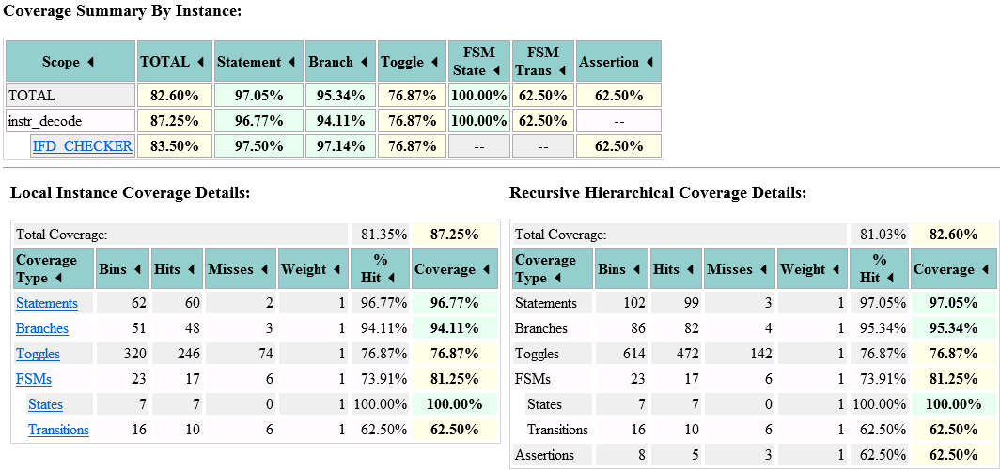 Coverage Summary By Instance:
Scope TOTAL Statement Branch Toggle FSM State FSM Trans Assertion
TOTAL 82.60% 97.05% 95.34% 76.87% 100.00% 62.50% 62.50%
instr_decode 87.25% 96.77% 94.11% 76.87% 100.00% 62.50% --
IFD_CHECKER 83.50% 97.50% 97.14% 76.87% -- -- 62.50%
Local Instance Coverage Details:
Total Coverage: 81.35% 87.25%
Coverage Type Bins Hits Misses Weight % Hit Coverage
Statements 62 60 2 1 96.77% 96.77%
Branches 51 48 3 1 94.11% 94.11%
Toggles 320 246 74 1 76.87% 76.87%
FSMs 23 17 6 1 73.91% 81.25%
States 7 7 0 1 100.00% 100.00%
Transitions 16 10 6 1 62.50% 62.50%
Recursive Hierarchical Coverage Details:
Total Coverage: 81.03% 82.60%
Coverage Type Bins Hits Misses Weight % Hit Coverage
Statements 102 99 3 1 97.05% 97.05%
Branches 86 82 4 1 95.34% 95.34%
Toggles 614 472 142 1 76.87% 76.87%
FSMs 23 17 6 1 73.91% 81.25%
States 7 7 0 1 100.00% 100.00%
Transitions 16 10 6 1 62.50% 62.50%
Assertions 8 5 3 1 62.50% 62.50%